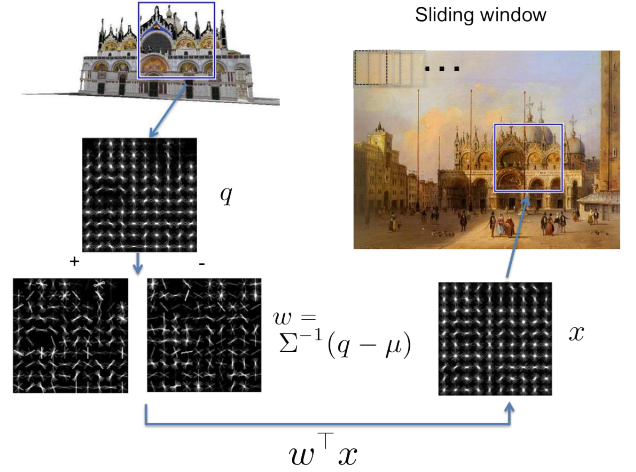 Sliding window
...
q
+ -
w =
Σ⁻¹(q − μ)
x
w⊤x